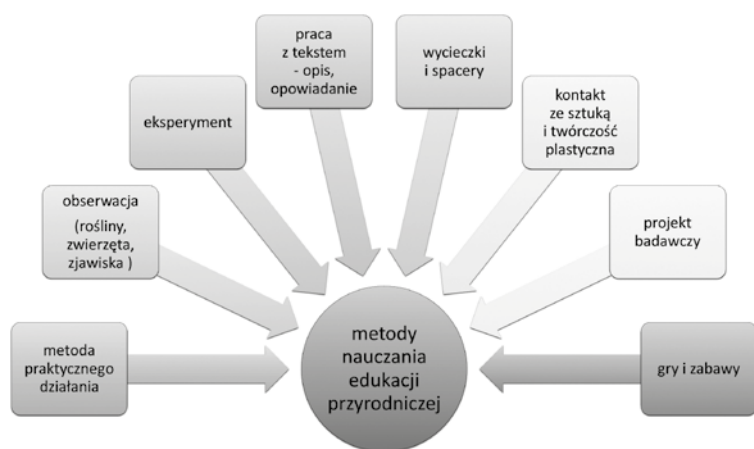 praca
z tekstem
- opis,
opowiadanie
wycieczki
i spacery
eksperyment
kontakt
ze sztuką
i twórczość
plastyczna
obserwacja
(rośliny,
zwierzęta,
zjawiska )
projekt
badawczy
metoda
praktycznego
działania
metody
nauczania
edukacji
przyrodniczej
gry i zabawy